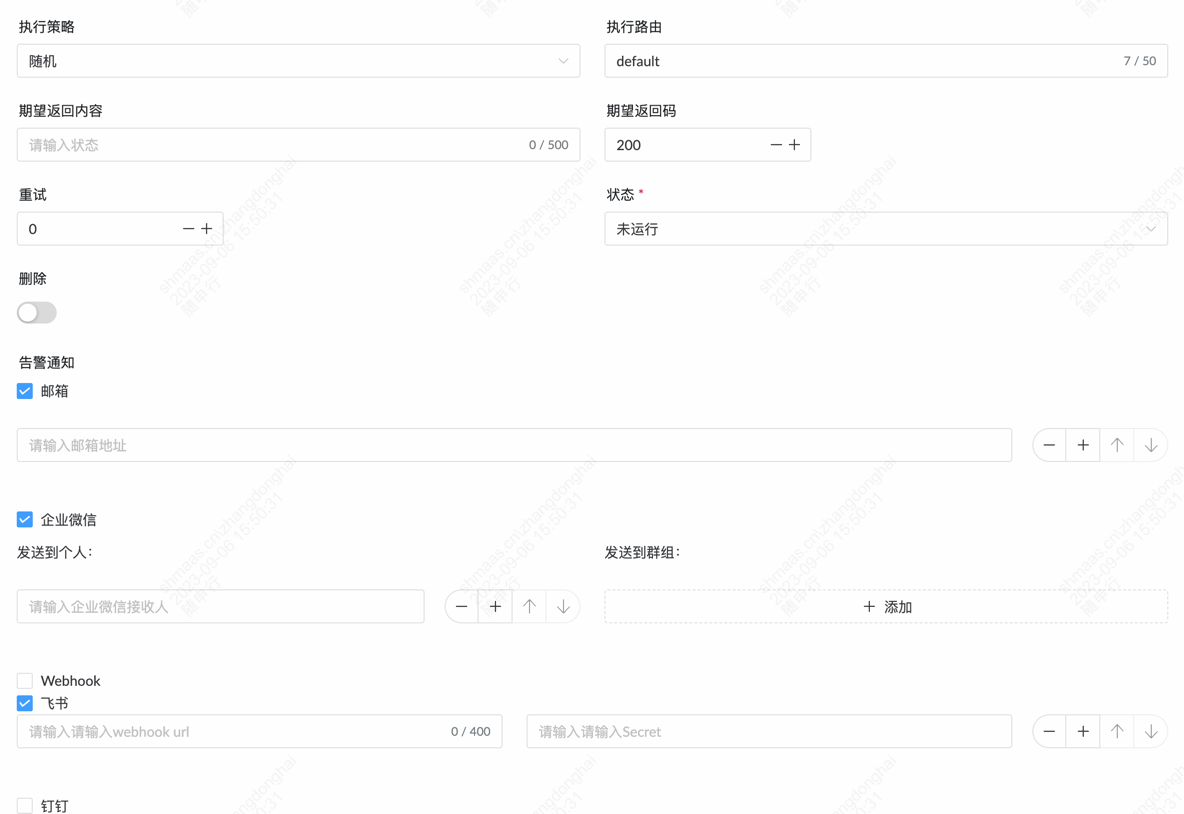 执行策略
执行路由
随机
default
7 / 50
期望返回内容
期望返回码
请输入状态
0 / 500
200
重试
状态 *
0
未运行
删除
告警通知
邮箱
请输入邮箱地址
企业微信
发送到个人:
发送到群组:
请输入企业微信接收人
添加
Webhook
飞书
请输入请输入webhook url
0 / 400
请输入请输入Secret
钉钉
shmaas.cn\zhangdonghai
2023-09-06 15:50:31
随申行